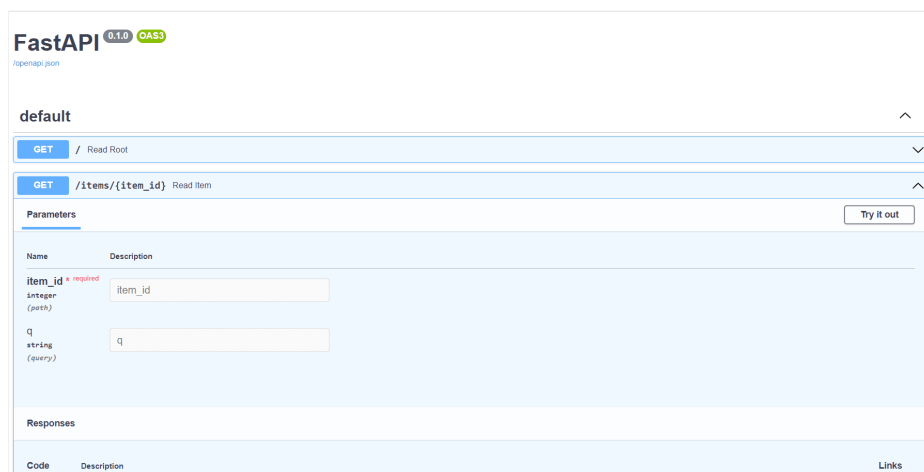 FastAPI 0.1.0 OAS3
/openapi.json
default
GET / Read Root
GET /items/{item_id} Read Item
Parameters Try it out
Name Description
item_id * required item_id
integer
(path)
q q
string
(query)
Responses
Code Description Links